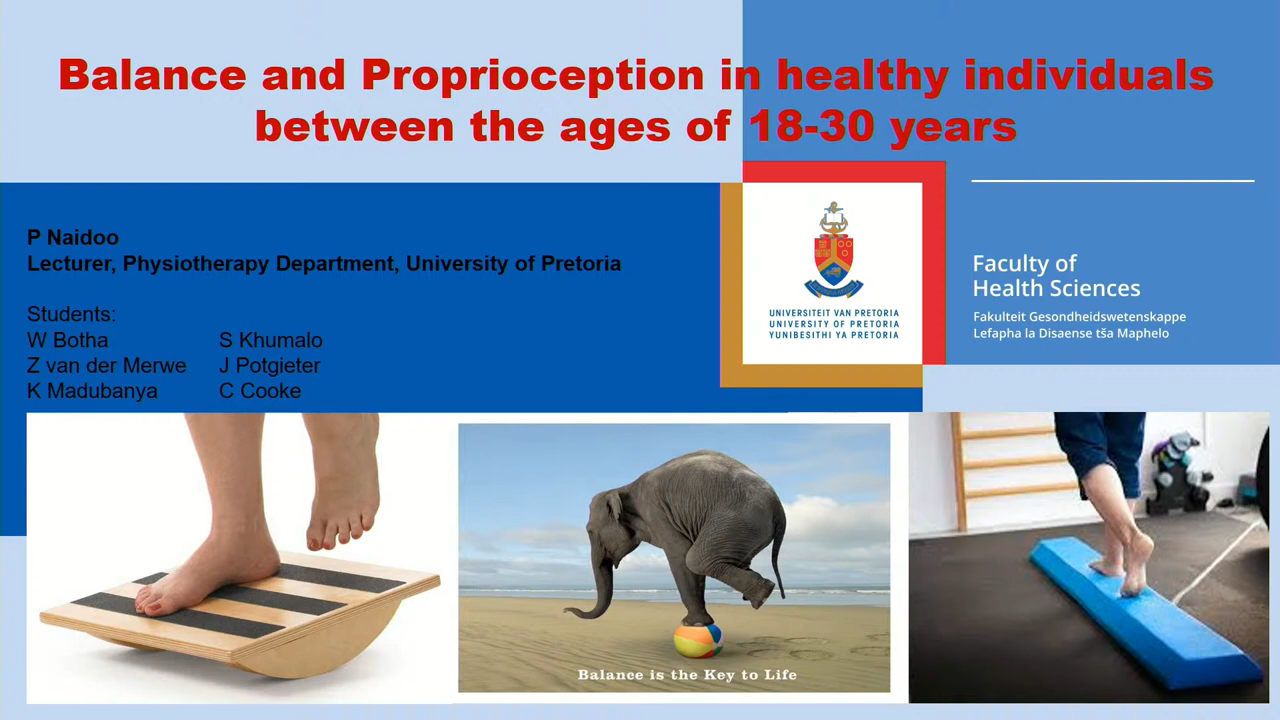 Balance and Proprioception in healthy individuals
between the ages of 18-30 years
P Naidoo
Lecturer, Physiotherapy Department, University of Pretoria
Students:
W Botha S Khumalo
Z van der Merwe J Potgieter
K Madubanya C Cooke
UNIVERSITEIT VAN PRETORIA
UNIVERSITY OF PRETORIA
YUNIBESITHI YA PRETORIA
Faculty of
Health Sciences
Fakulteit Gesondheidswetenskappe
Lefapha la Disaense tša Maphelo
Balance is the Key to Life